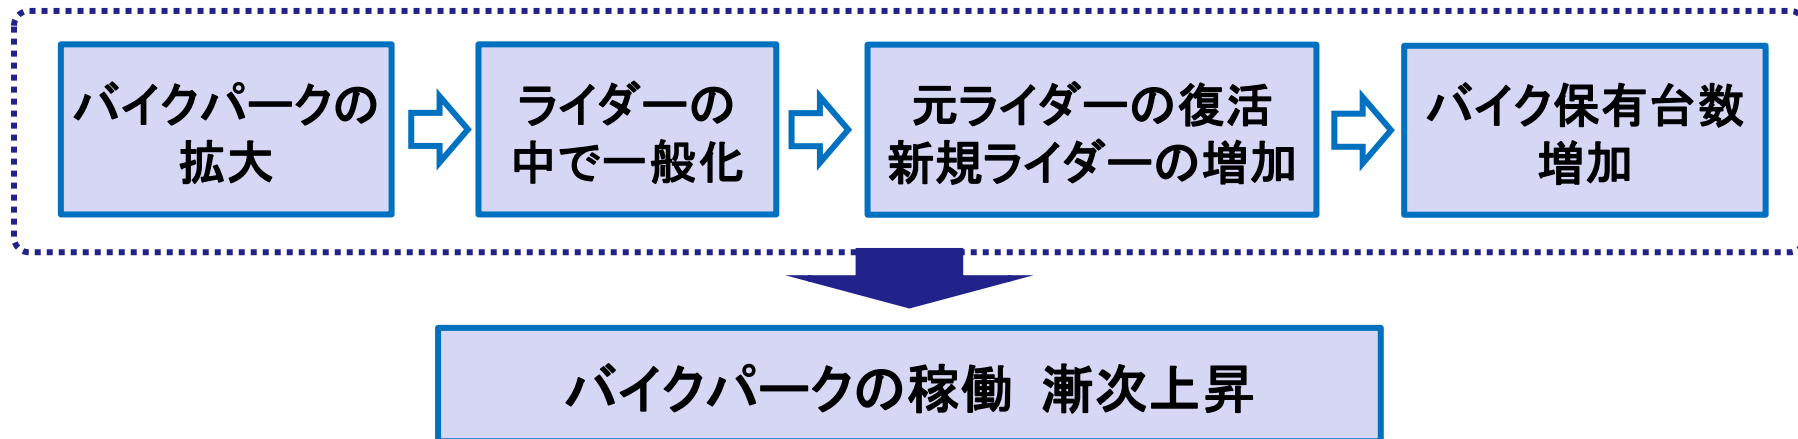 バイクパークの
拡大
ライダーの
中で一般化
元ライダーの復活
新規ライダーの増加
バイク保有台数
増加
バイクパークの稼働 漸次上昇